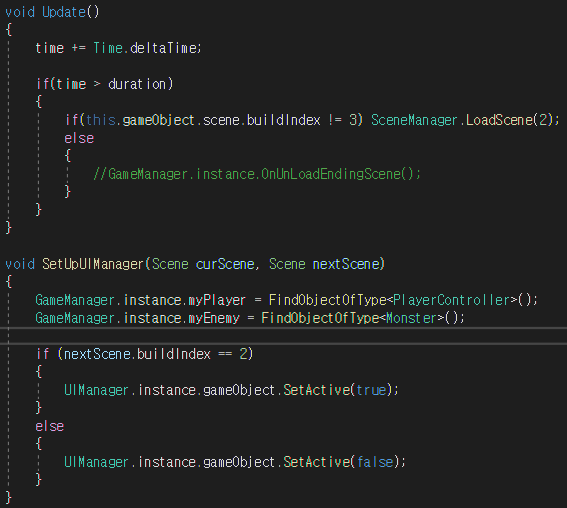 void Update()
{
time += Time.deltaTime;
if(time > duration)
{
if(this.gameObject.scene.buildIndex != 3) SceneManager.LoadScene(2);
else
{
//GameManager.instance.OnUnLoadEndingScene();
}
}
}
void SetUpUIManager(Scene curScene, Scene nextScene)
{
GameManager.instance.myPlayer = FindObjectOfType<PlayerController>();
GameManager.instance.myEnemy = FindObjectOfType<Monster>();
if (nextScene.buildIndex == 2)
{
UIManager.instance.gameObject.SetActive(true);
}
else
{
UIManager.instance.gameObject.SetActive(false);
}
}